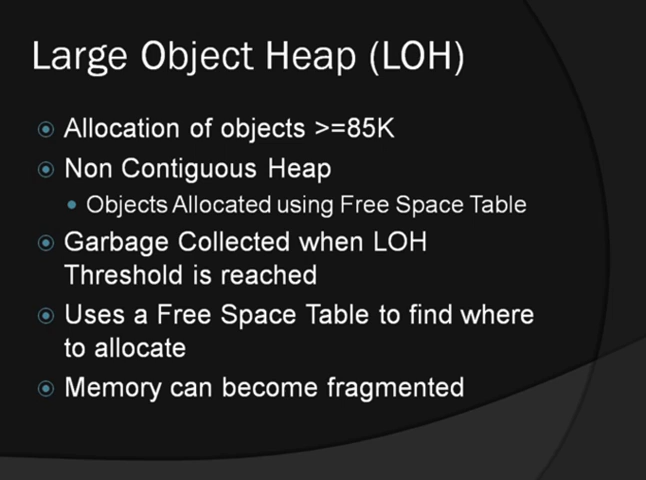 Large Object Heap (LOH)
Allocation of objects >=85K
Non Contiguous Heap
Objects Allocated using Free Space Table
Garbage Collected when LOH
Threshold is reached
Uses a Free Space Table to find where
to allocate
Memory can become fragmented